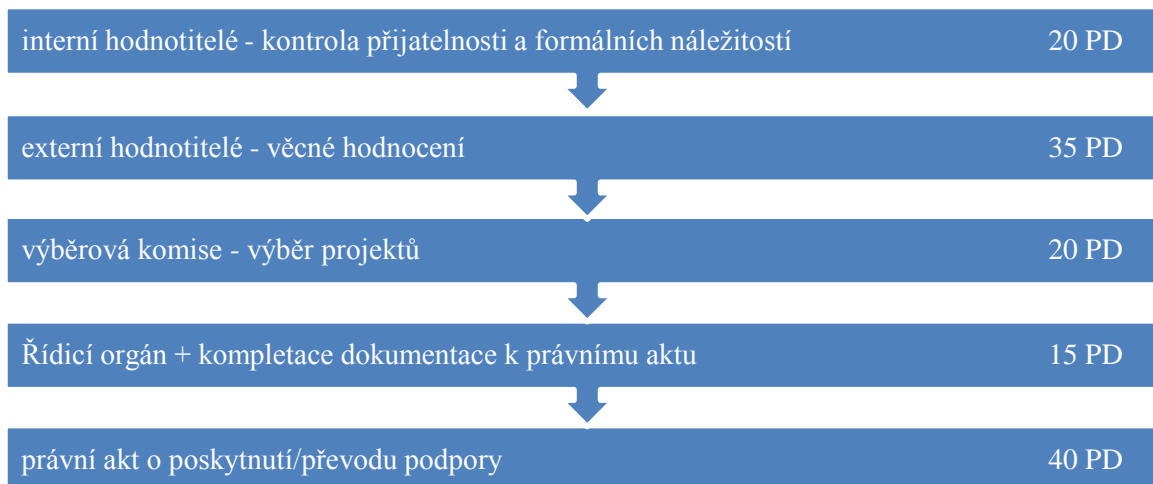 interní hodnotitelé - kontrola přijatelnosti a formálních náležitostí 20 PD
externí hodnotitelé - věcné hodnocení 35 PD
výběrová komise - výběr projektů 20 PD
Řídicí orgán + kompletace dokumentace k právnímu aktu 15 PD
právní akt o poskytnutí/převodu podpory 40 PD